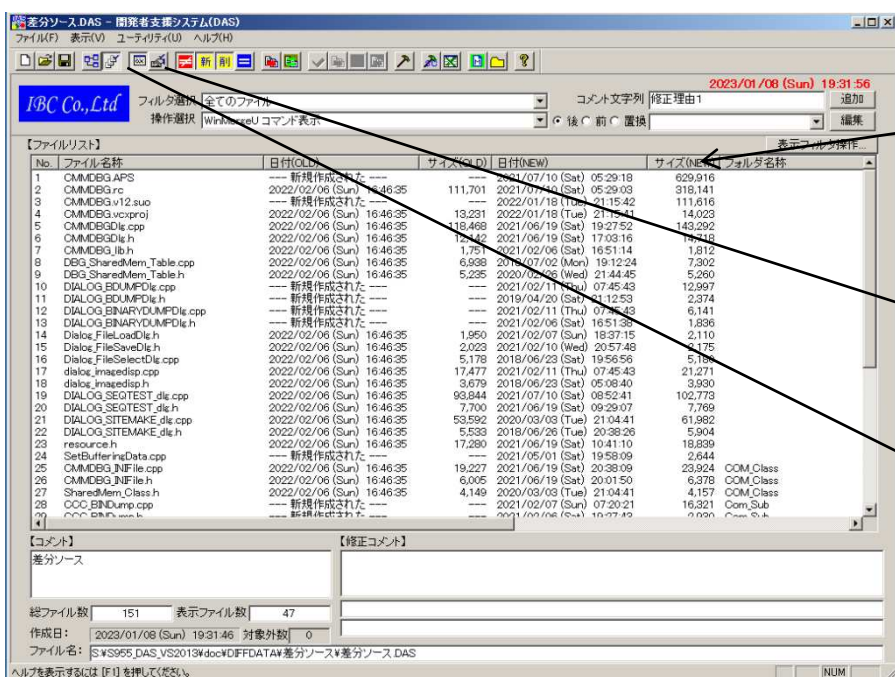 差分ソース.DAS - 開発者支援システム(DAS)
ファイル(F) 表示(V) ユーティリティ(U) ヘルプ(H)
新 削
2023/01/08 (Sun) 19:31:56
IBC Co.,Ltd フィルタ選択 全てのファイル コメント文字列 修正理由1 追加
操作選択 WinMergeU コマンド表示 後 前 置換 編集
【ファイルリスト】 表示フィルタ操作...
No. ファイル名称 日付(OLD) サイズ(OLD) 日付(NEW) サイズ(NEW) フォルダ名称
1 CMMDBG.APS --- 新規作成された --- --- 2021/07/10 (Sat) 05:29:18 629,916
2 CMMDBG.rc 2022/02/06 (Sun) 16:46:35 111,701 2021/07/10 (Sat) 05:29:03 318,141
3 CMMDBG.v12.suo --- 新規作成された --- --- 2022/01/18 (Tue) 21:15:42 111,616
4 CMMDBG.vcxproj 2022/02/06 (Sun) 16:46:35 13,231 2022/01/18 (Tue) 21:15:41 14,023
5 CMMDBGDlg.cpp 2022/02/06 (Sun) 16:46:35 118,468 2021/06/19 (Sat) 19:27:52 143,292
6 CMMDBGDlg.h 2022/02/06 (Sun) 16:46:35 12,142 2021/06/19 (Sat) 17:03:16 14,718
7 CMMDBG_lib.h 2022/02/06 (Sun) 16:46:35 1,751 2021/02/06 (Sat) 16:51:14 1,812
8 DBG_SharedMem_Table.cpp 2022/02/06 (Sun) 16:46:35 6,938 2018/07/02 (Mon) 19:12:24 7,302
9 DBG_SharedMem_Table.h 2022/02/06 (Sun) 16:46:35 5,235 2020/02/26 (Wed) 21:44:45 5,260
10 DIALOG_BDUMPDlg.cpp --- 新規作成された --- --- 2021/02/11 (Thu) 07:45:43 12,997
11 DIALOG_BDUMPDlg.h --- 新規作成された --- --- 2019/04/20 (Sat) 21:12:53 2,374
12 DIALOG_BINARYDUMPDlg.cpp --- 新規作成された --- --- 2021/02/11 (Thu) 07:45:43 6,141
13 DIALOG_BINARYDUMPDlg.h --- 新規作成された --- --- 2021/02/06 (Sat) 16:51:38 1,836
14 Dialog_FileLoadDlg.h 2022/02/06 (Sun) 16:46:35 1,950 2021/02/07 (Sun) 18:37:15 2,110
15 Dialog_FileSaveDlg.h 2022/02/06 (Sun) 16:46:35 2,023 2021/02/10 (Wed) 20:57:48 2,175
16 Dialog_FileSelectDlg.cpp 2022/02/06 (Sun) 16:46:35 5,178 2018/06/23 (Sat) 19:56:56 5,180
17 dialog_imagedisp.cpp 2022/02/06 (Sun) 16:46:35 17,477 2021/02/11 (Thu) 07:45:43 21,271
18 dialog_imagedisp.h 2022/02/06 (Sun) 16:46:35 3,679 2018/06/23 (Sat) 05:08:40 3,930
19 DIALOG_SEQTEST_dlg.cpp 2022/02/06 (Sun) 16:46:35 93,844 2021/07/10 (Sat) 08:52:41 102,773
20 DIALOG_SEQTEST_dlg.h 2022/02/06 (Sun) 16:46:35 7,700 2021/06/19 (Sat) 09:29:07 7,769
21 DIALOG_SITEMAKE_dlg.cpp 2022/02/06 (Sun) 16:46:35 53,592 2020/03/03 (Tue) 21:04:41 61,982
22 DIALOG_SITEMAKE_dlg.h 2022/02/06 (Sun) 16:46:35 5,533 2018/06/26 (Tue) 20:38:26 5,904
23 resource.h 2022/02/06 (Sun) 16:46:35 17,280 2021/06/19 (Sat) 10:41:10 18,839
24 SetBufferingData.cpp --- 新規作成された --- --- 2021/05/01 (Sat) 19:58:09 2,644
25 CMMDBG_INIFile.cpp 2022/02/06 (Sun) 16:46:35 19,227 2021/06/19 (Sat) 20:38:09 23,924 COM_Class
26 CMMDBG_INIFile.h 2022/02/06 (Sun) 16:46:35 6,005 2021/06/19 (Sat) 20:01:50 6,378 COM_Class
27 SharedMem_Class.h 2022/02/06 (Sun) 16:46:35 4,149 2020/03/03 (Tue) 21:04:41 4,157 COM_Class
28 CCC_BINDump.cpp --- 新規作成された --- --- 2021/02/07 (Sun) 07:20:21 16,321 Com_Sub
【コメント】 【修正コメント】
差分ソース
総ファイル数 151 表示ファイル数 47
作成日: 2023/01/08 (Sun) 19:31:46 対象外数 0
ファイル名: S:¥S955_DAS_VS2013¥doc¥DIFFDATA¥差分ソース¥差分ソース.DAS
ヘルプを表示するには [F1] を押してください。 NUM